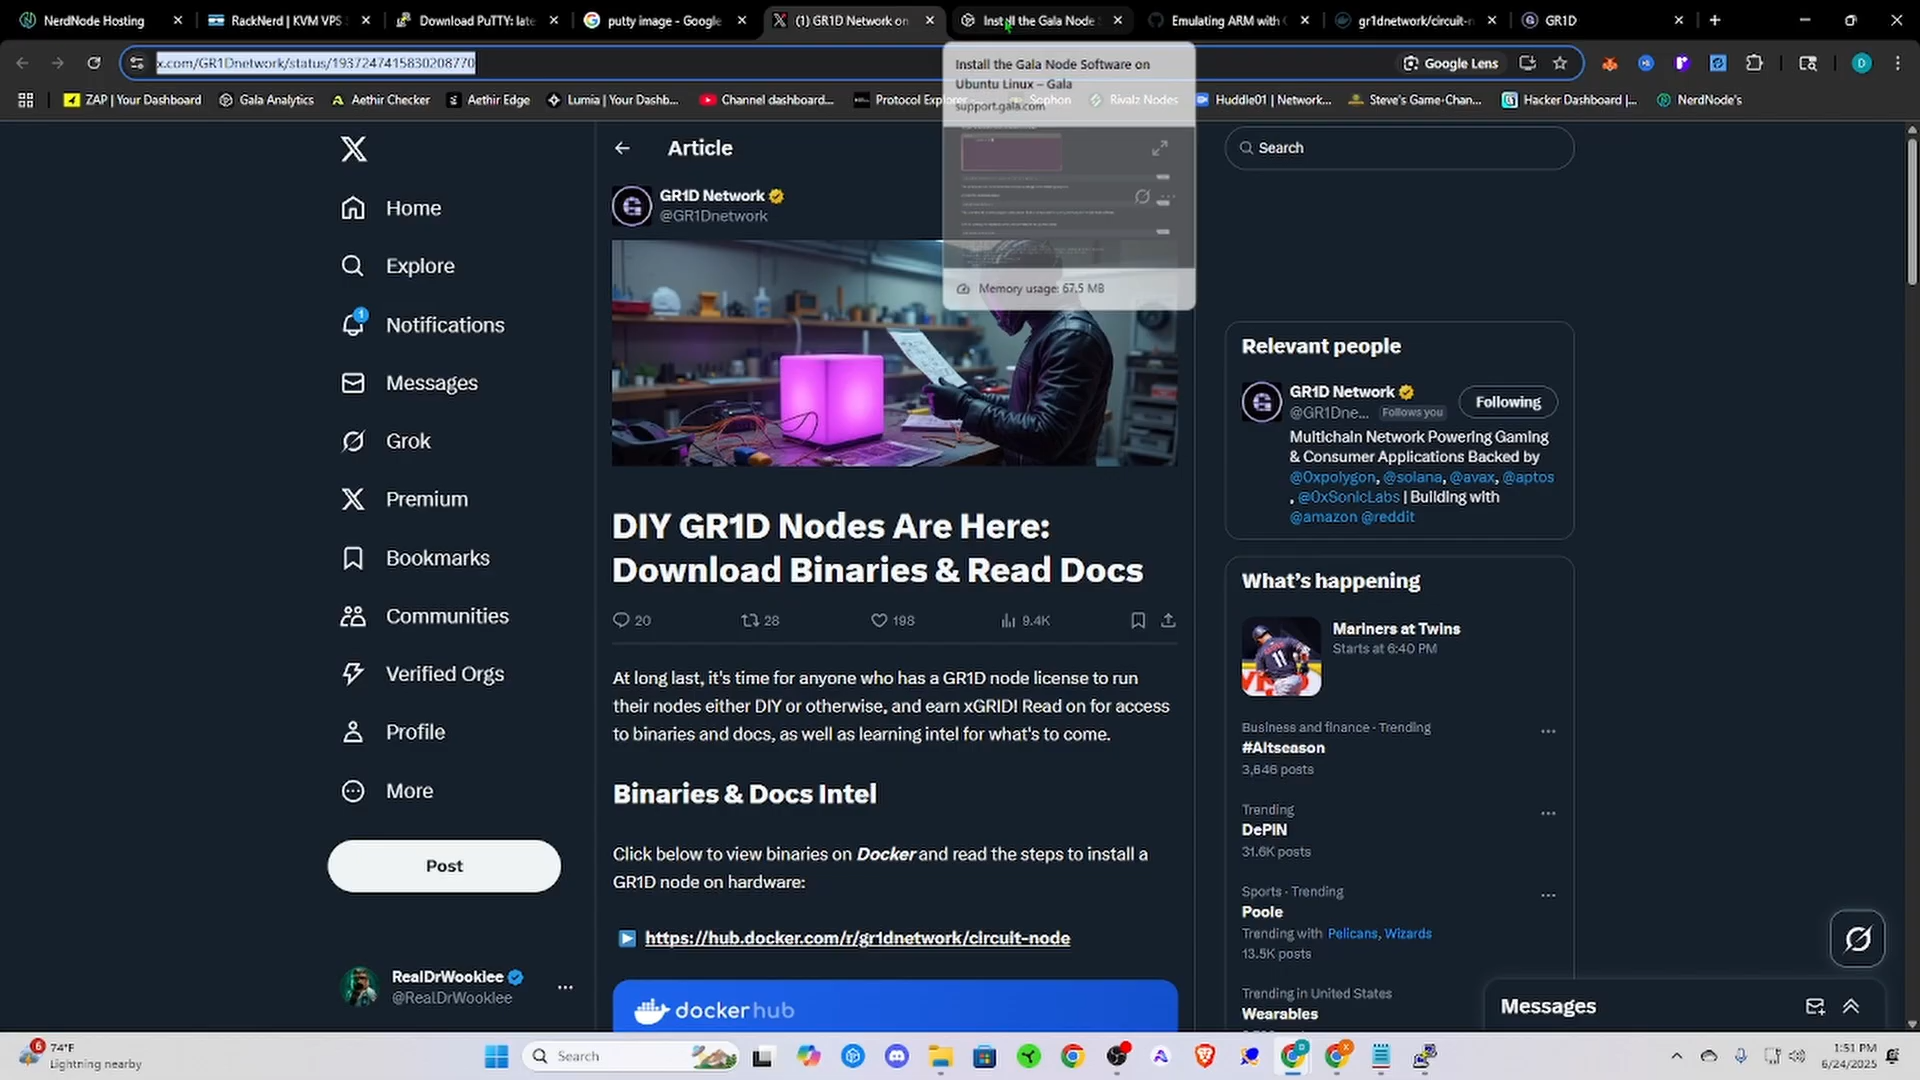 NerdNode Hosting
RackNerd | KVM VPS
Download PuTTY: late
putty image - Google
(1) GR1D Network on
Install the Gala Node
Emulating ARM with
gr1dnetwork/circuit-n
GR1D
x.com/GR1Dnetwork/status/1937247415830208770
Google Lens
D
ZAP | Your Dashboard
Gala Analytics
Aethir Checker
Aethir Edge
Lumia | Your Dashb...
Channel dashboard...
Protocol Explorer
Sophon
Rivalz Nodes
Huddle01 | Network...
Steve's Game-Chan...
Hacker Dashboard |...
NerdNode's
Install the Gala Node Software on
Ubuntu Linux – Gala
support.gala.com
Memory usage: 67.5 MB
Home
Explore
1
Notifications
Messages
Grok
Premium
Bookmarks
Communities
Verified Orgs
Profile
More
Post
RealDrWookiee
@RealDrWookiee
Article
GR1D Network
@GR1Dnetwork
DIY GR1D Nodes Are Here:
Download Binaries & Read Docs
20
28
198
9.4K
At long last, it's time for anyone who has a GR1D node license to run
their nodes either DIY or otherwise, and earn xGRID! Read on for access
to binaries and docs, as well as learning intel for what's to come.
Binaries & Docs Intel
Click below to view binaries on Docker and read the steps to install a
GR1D node on hardware:
https://hub.docker.com/r/gr1dnetwork/circuit-node
dockerhub
Search
Relevant people
GR1D Network
@GR1Dne...
Follows you
Following
Multichain Network Powering Gaming
& Consumer Applications Backed by
@0xpolygon, @solana, @avax, @aptos
, @0xSonicLabs | Building with
@amazon @reddit
What's happening
Mariners at Twins
Starts at 6:40 PM
Business and finance · Trending
#Altseason
3,646 posts
Trending
DePIN
31.6K posts
Sports · Trending
Poole
Trending with Pelicans, Wizards
13.5K posts
Trending in United States
Wearables
Messages
6
74°F
Lightning nearby
Search
1:51 PM
6/24/2025